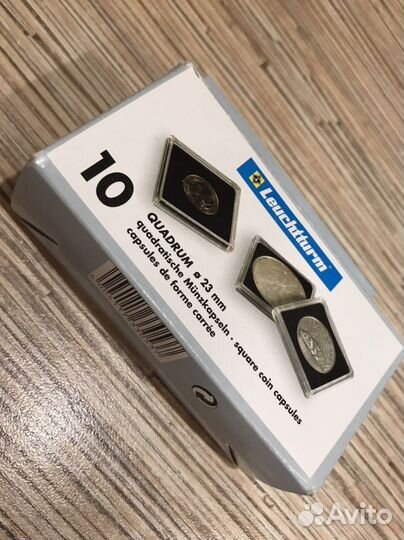 10
Leuchtturm
QUADRUM ø 23 mm
quadratische Münzkapseln · square coin capsules
capsules de forme carrée
Avito